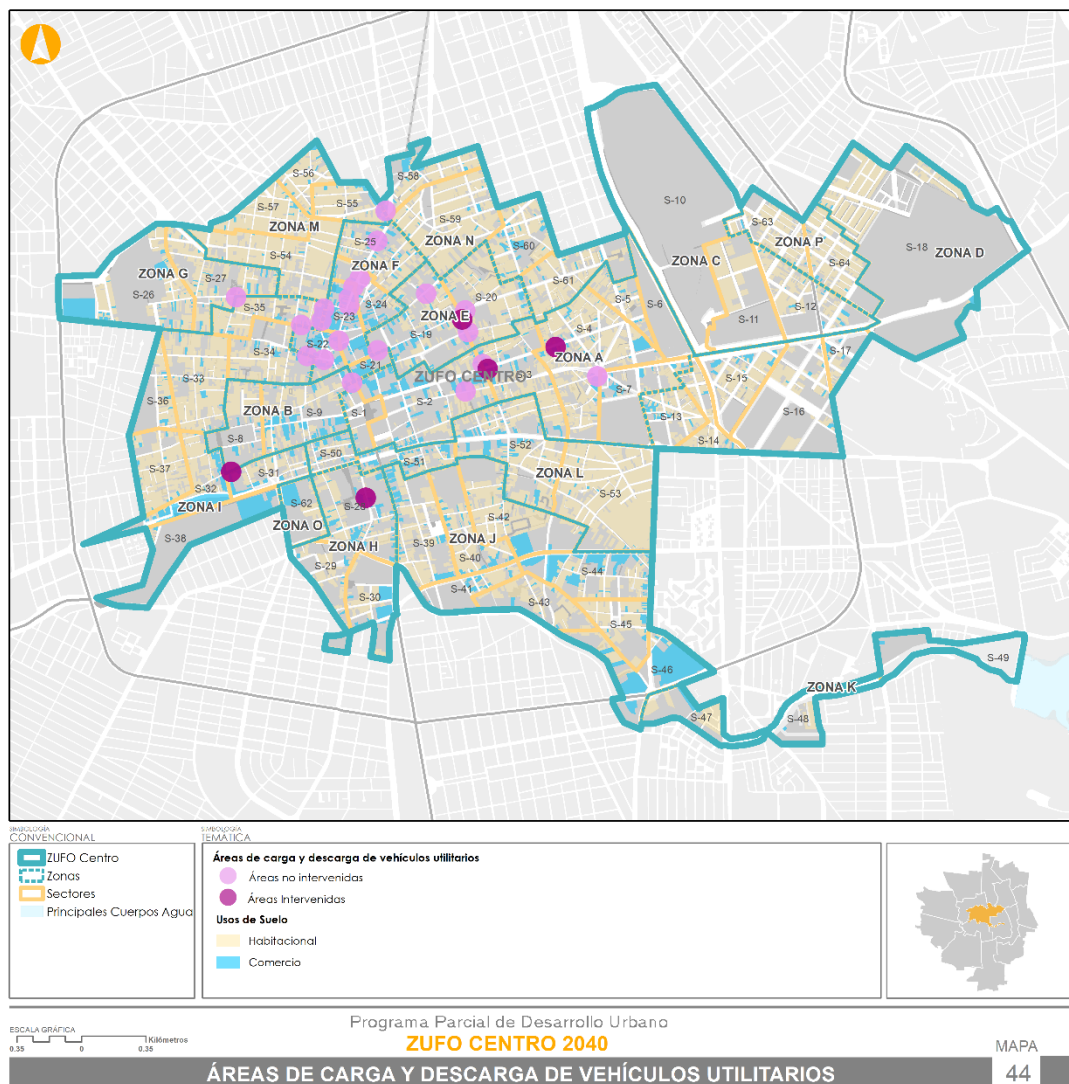 S-56
S-58
S-57
S-55
S-59
ZONA M
S-63
S-10
S-25
ZONA N
S-60
ZONA P
S-54
S-18
ZONA D
ZONA G
ZONA F
S-61
ZONA C
S-64
S-27
S-26
S-35
S-24
S-20
S-5
S-6
S-12
S-23
ZONA E
S-11
S-4
S-19
S-22
S-34
S-21
ZONA A
S-17
ZUFO CENTRO
S-33
S-15
S-7
S-36
S-2
ZONA B
S-9
S-1
S-16
S-13
S-8
S-14
S-52
S-50
S-51
S-37
S-31
ZONA L
S-32
S-53
ZONA I
S-62
S-28
S-42
ZONA O
S-38
ZONA H
S-39
ZONA J
S-40
S-29
S-44
S-41
S-30
S-43
S-45
S-49
S-46
ZONA K
S-47
S-48
SIMBOLOGÍA
CONVENCIONAL
ZUFO Centro
Zonas
Sectores
Principales Cuerpos Agua
SIMBOLOGÍA
TEMATICA
Áreas de carga y descarga de vehículos utilitarios
Áreas no intervenidas
Áreas Intervenidas
Usos de Suelo
Habitacional
Comercio
ESCALA GRÁFICA
Kilómetros
0.35 0 0.35
Programa Parcial de Desarrollo Urbano
ZUFO CENTRO 2040
ÁREAS DE CARGA Y DESCARGA DE VEHÍCULOS UTILITARIOS
MAPA
44